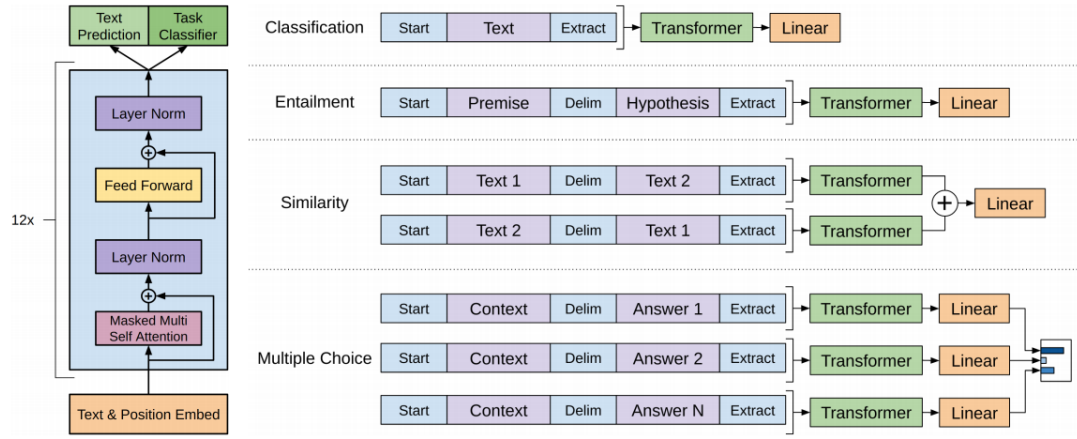 Text
Prediction
Task
Classifier
Layer Norm
Feed Forward
12x
Layer Norm
Masked Multi
Self Attention
Text & Position Embed
Classification
Start Text Extract Transformer Linear
Entailment
Start Premise Delim Hypothesis Extract Transformer Linear
Similarity
Start Text 1 Delim Text 2 Extract Transformer
Linear
Start Text 2 Delim Text 1 Extract Transformer
Multiple Choice
Start Context Delim Answer 1 Extract Transformer Linear
Start Context Delim Answer 2 Extract Transformer Linear
Start Context Delim Answer N Extract Transformer Linear